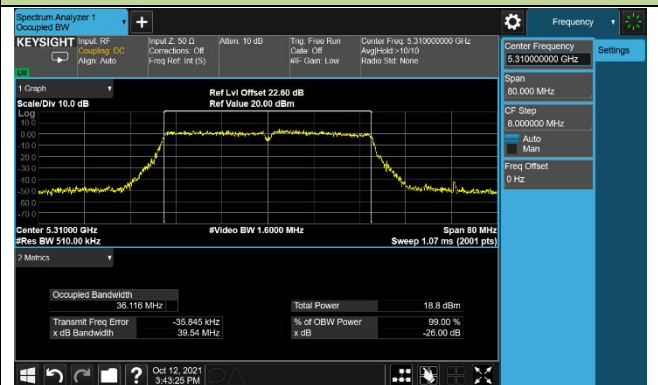 Spectrum Analyzer 1
Occupied BW
Frequency
KEYSIGHT
Input: RF
Coupling: DC
Align: Auto
Input Z: 50 Ω
Corrections: Off
Freq Ref: Int (S)
Atten: 10 dB
Trig: Free Run
Gate: Off
#IF Gain: Low
Center Freq: 5.310000000 GHz
Avg|Hold:>10/10
Radio Std: None
Center Frequency
5.310000000 GHz
Settings
Span
80.000 MHz
CF Step
8.000000 MHz
Auto
Man
Freq Offset
0 Hz
1 Graph
Scale/Div 10.0 dB
Ref Lvl Offset 22.60 dB
Ref Value 20.00 dBm
Log
10.0
0.00
-10.0
-20.0
-30.0
-40.0
-50.0
-60.0
-70.0
Center 5.31000 GHz
#Video BW 1.6000 MHz
Span 80 MHz
#Res BW 510.00 kHz
Sweep 1.07 ms (2001 pts)
2 Metrics
Occupied Bandwidth
36.116 MHz
Total Power
18.8 dBm
Transmit Freq Error
-35.845 kHz
% of OBW Power
99.00 %
x dB Bandwidth
39.54 MHz
x dB
-26.00 dB
?
Oct 12, 2021
3:43:25 PM